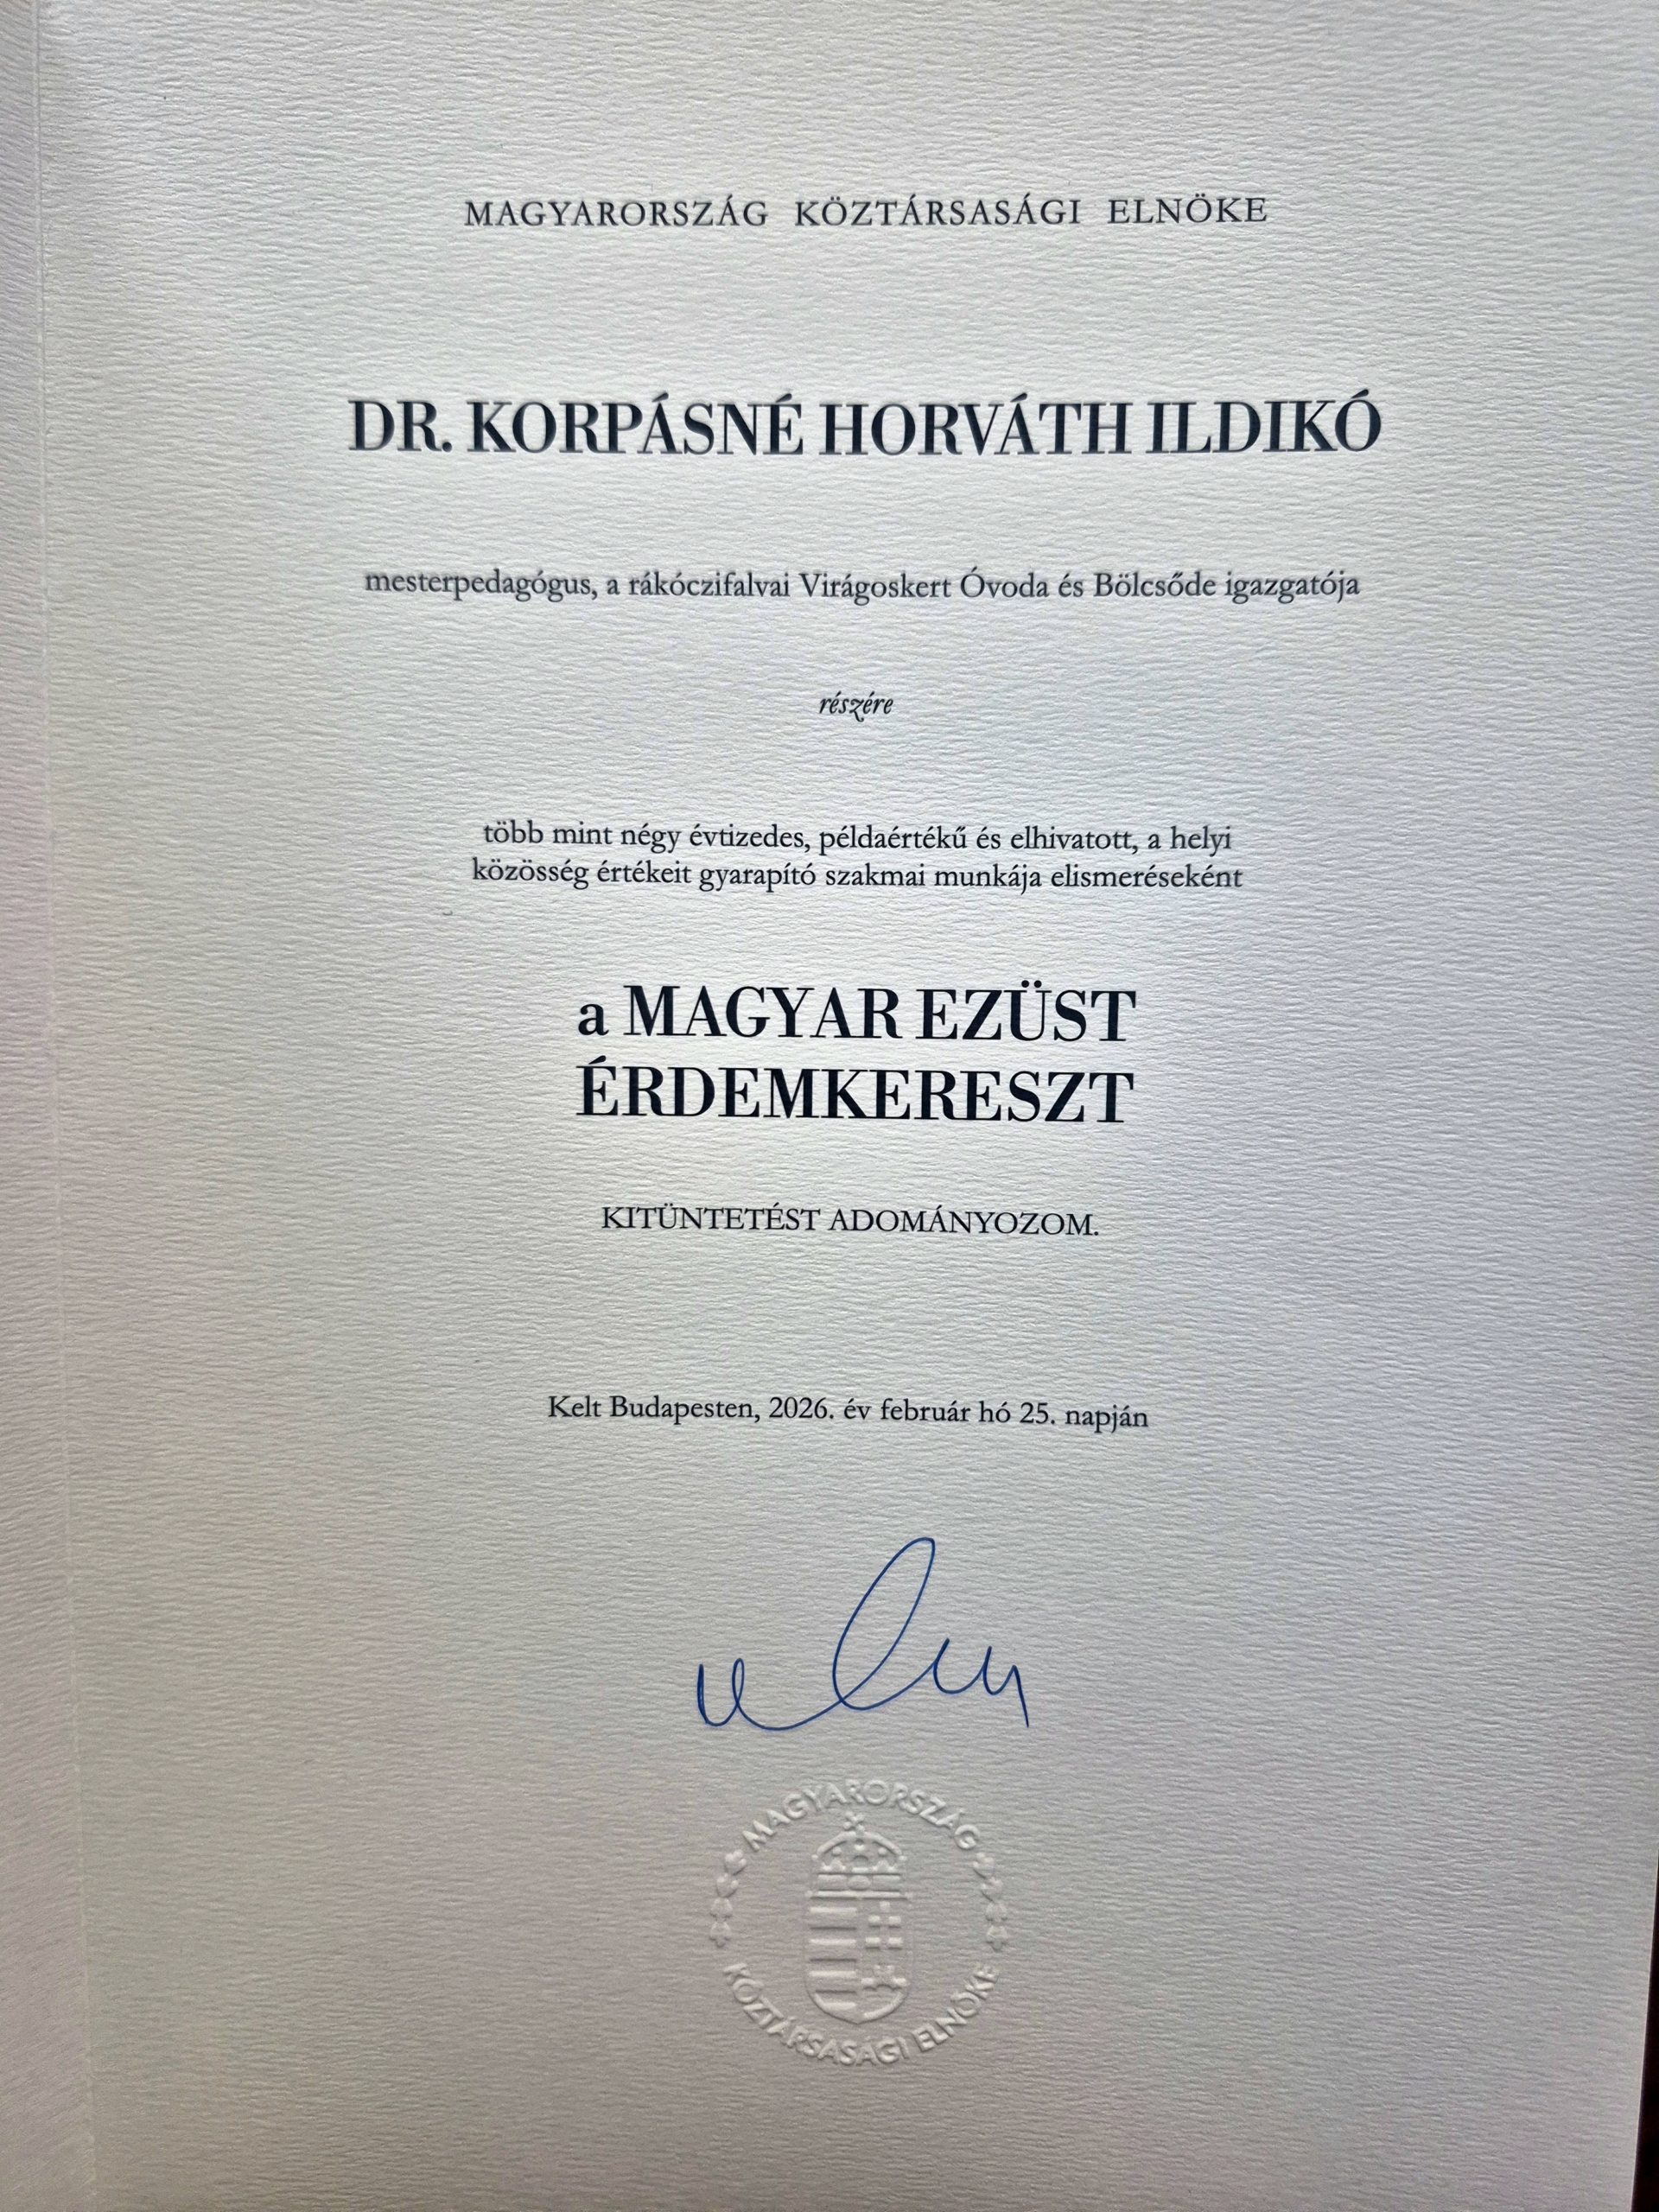 MAGYARORSZÁG KÖZTÁRSASÁGI ELNÖKE
DR. KORPÁSNÉ HORVÁTH ILDIKÓ
mesterpedagógus, a rákóczifalvai Virágoskert Óvoda és Bölcsőde igazgatója
részére
több mint négy évtizedes, példaértékű és elhivatott, a helyi
közösség értékeit gyarapító szakmai munkája elismeréseként
a MAGYAR EZÜST
ÉRDEMKERESZT
KITÜNTETÉST ADOMÁNYOZOM.
Kelt Budapesten, 2026. év február hó 25. napján
MAGYARORSZÁG
KÖZTÁRSASÁGI ELNÖKE